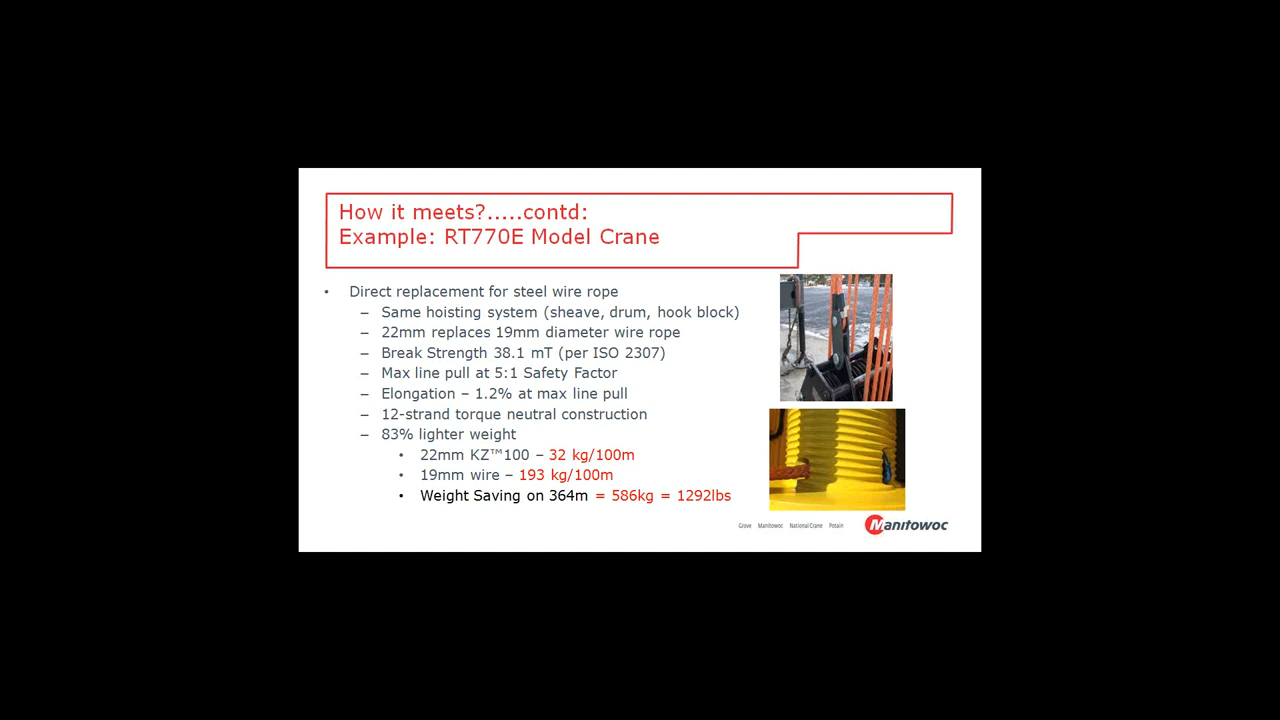 How it meets?.....contd:
Example: RT770E Model Crane
• Direct replacement for steel wire rope
– Same hoisting system (sheave, drum, hook block)
– 22mm replaces 19mm diameter wire rope
– Break Strength 38.1 mT (per ISO 2307)
– Max line pull at 5:1 Safety Factor
– Elongation – 1.2% at max line pull
– 12-strand torque neutral construction
– 83% lighter weight
• 22mm KZ™100 – 32 kg/100m
• 19mm wire – 193 kg/100m
• Weight Saving on 364m = 586kg = 1292lbs
Grove Manitowoc National Crane Potain
Manitowoc